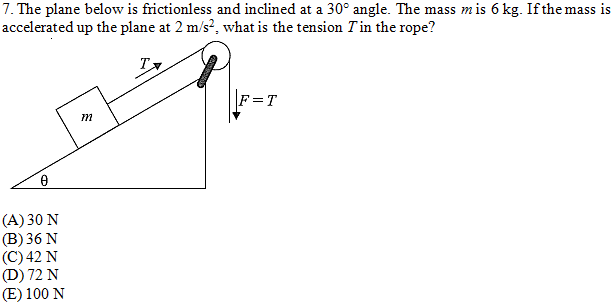 7. The plane below is frictionless and inclined at a 30° angle. The mass m is 6 kg. If the mass is
accelerated up the plane at 2 m/s², what is the tension T in the rope?
T
F = T
m
θ
(A) 30 N
(B) 36 N
(C) 42 N
(D) 72 N
(E) 100 N